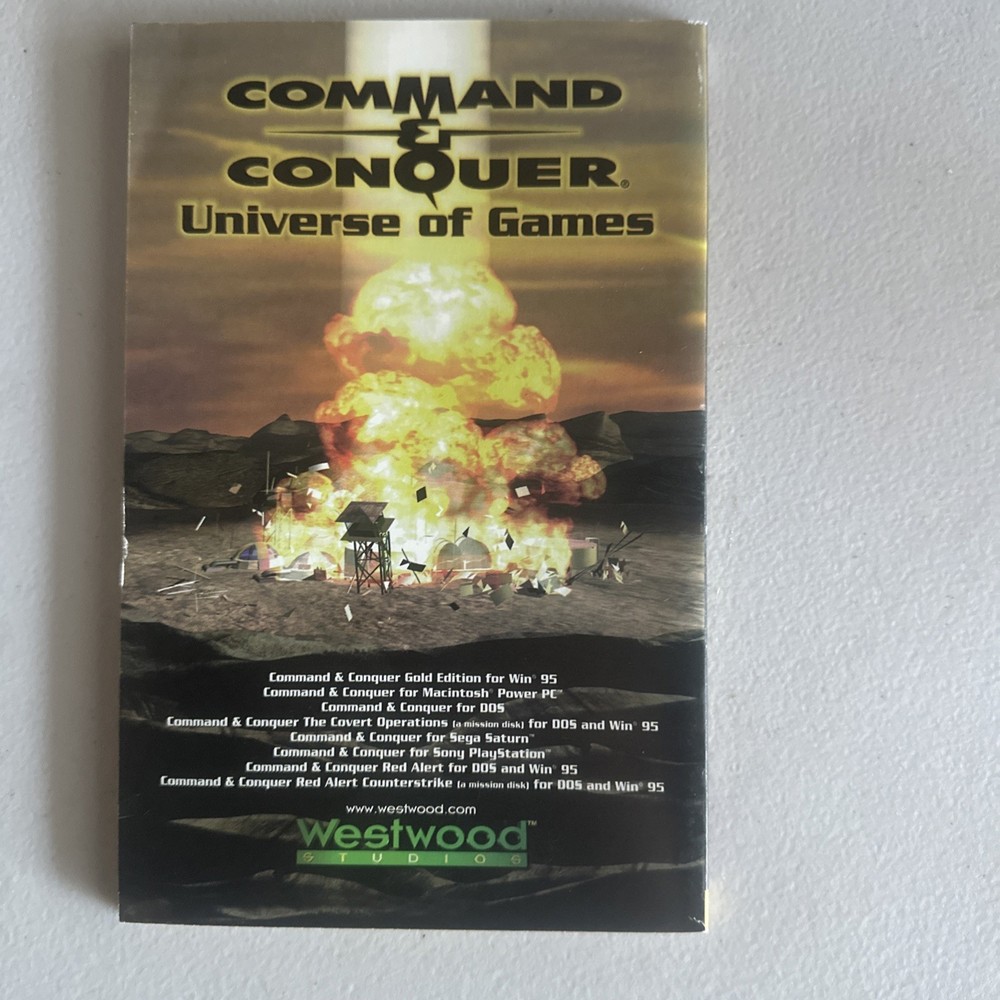 COMMAND
&
CONQUER®
Universe of Games
Command & Conquer Gold Edition for Win® 95
Command & Conquer for Macintosh® Power PC™
Command & Conquer for DOS
Command & Conquer The Covert Operations (a mission disk) for DOS and Win® 95
Command & Conquer for Sega Saturn™
Command & Conquer for Sony PlayStation™
Command & Conquer Red Alert for DOS and Win® 95
Command & Conquer Red Alert Counterstrike (a mission disk) for DOS and Win® 95
www.westwood.com
Westwood™
STUDIOS